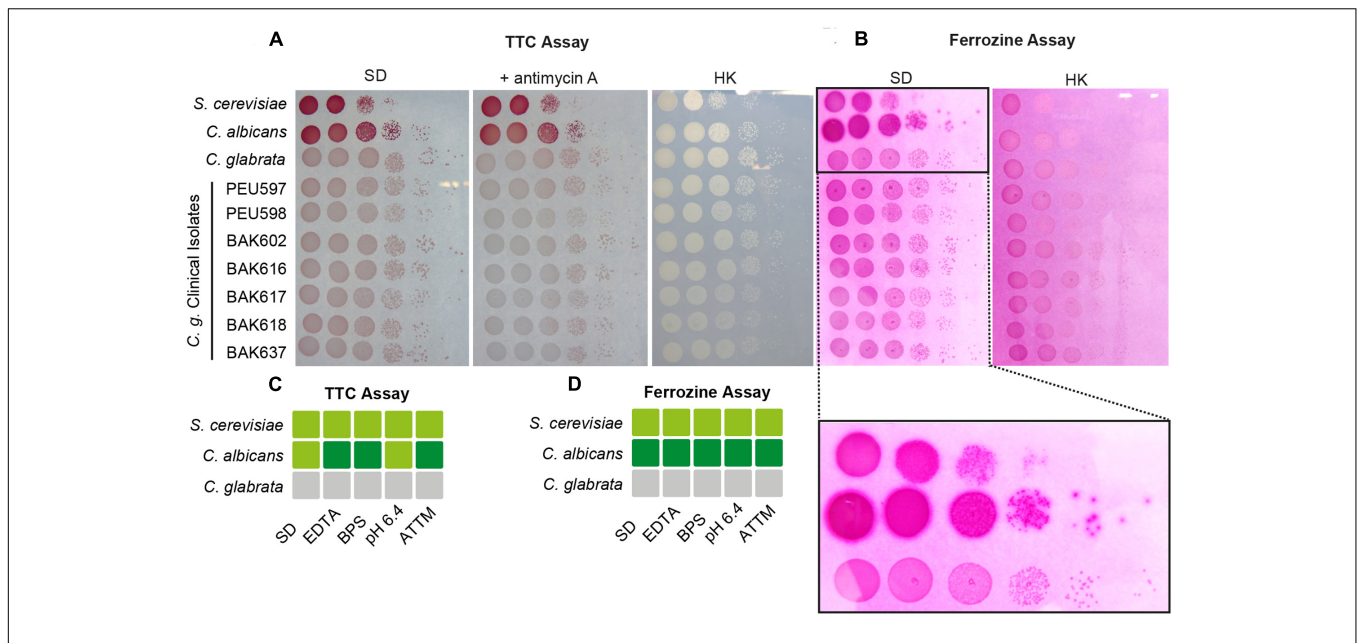 A
TTC Assay
B
Ferrozine Assay
SD
+ antimycin A
HK
SD
HK
S. cerevisiae
C. albicans
C. glabrata
C. g. Clinical Isolates
PEU597
PEU598
BAK602
BAK616
BAK617
BAK618
BAK637
C
TTC Assay
D
Ferrozine Assay
S. cerevisiae
S. cerevisiae
C. albicans
C. albicans
C. glabrata
C. glabrata
SD
EDTA
BPS
pH 6.4
ATTM
SD
EDTA
BPS
pH 6.4
ATTM